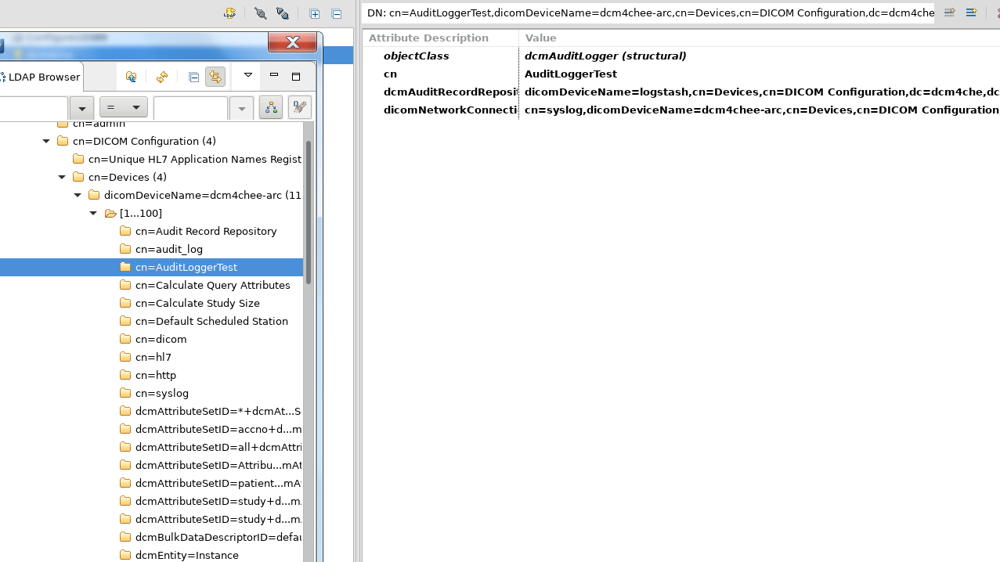 DN: cn=AuditLoggerTest,dicomDeviceName=dcm4chee-arc,cn=Devices,cn=DICOM Configuration,dc=dcm4che
LDAP Browser
=
cn=admin
cn=DICOM Configuration (4)
cn=Unique HL7 Application Names Regist
cn=Devices (4)
dicomDeviceName=dcm4chee-arc (11
[1...100]
cn=Audit Record Repository
cn=audit_log
cn=AuditLoggerTest
cn=Calculate Query Attributes
cn=Calculate Study Size
cn=Default Scheduled Station
cn=dicom
cn=hl7
cn=http
cn=syslog
dcmAttributeSetID=*+dcmAt...S
dcmAttributeSetID=accno+d...m
dcmAttributeSetID=all+dcmAttri
dcmAttributeSetID=Attribu...mAt
dcmAttributeSetID=patient...mA
dcmAttributeSetID=study+d...m
dcmAttributeSetID=study+d...m
dcmBulkDataDescriptorID=defau
dcmEntity=Instance
Attribute Description Value
objectClass dcmAuditLogger (structural)
cn AuditLoggerTest
dcmAuditRecordReposit dicomDeviceName=logstash,cn=Devices,cn=DICOM Configuration,dc=dcm4che,dc
dicomNetworkConnecti cn=syslog,dicomDeviceName=dcm4chee-arc,cn=Devices,cn=DICOM Configuration